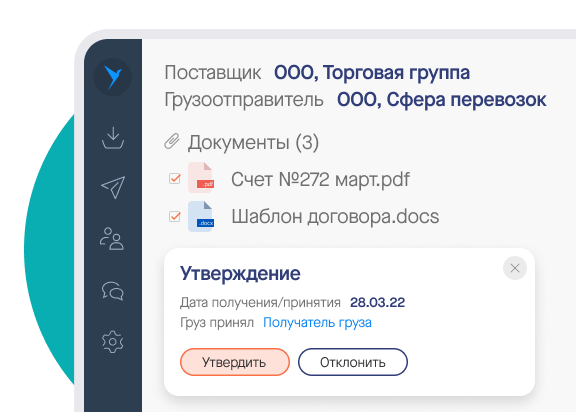 Поставщик ООО, Торговая группа
Грузоотправитель ООО, Сфера перевозок
Документы (3)
.pdf Счет №272 март.pdf
.docx Шаблон договора.docs
Утверждение
Дата получения/принятия 28.03.22
Груз принял Получатель груза
Утвердить Отклонить